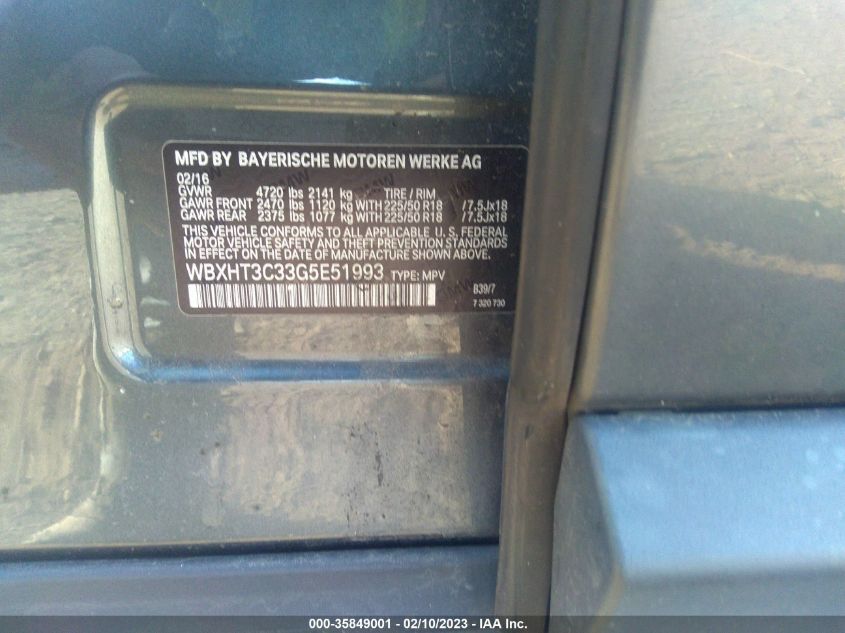 MFD BY BAYERISCHE MOTOREN WERKE AG
02/16
GVWR 4720 lbs 2141 kg TIRE / RIM
GAWR FRONT 2470 lbs 1120 kg WITH 225/50 R18 /7.5Jx18
GAWR REAR 2375 lbs 1077 kg WITH 225/50 R18 /7.5Jx18
THIS VEHICLE CONFORMS TO ALL APPLICABLE U.S. FEDERAL
MOTOR VEHICLE SAFETY AND THEFT PREVENTION STANDARDS
IN EFFECT ON THE DATE OF MANUFACTURE SHOWN ABOVE.
WBXHT3C33G5E51993 TYPE: MPV
839/7
7 320 730
000-35849001 - 02/10/2023 - IAA Inc.